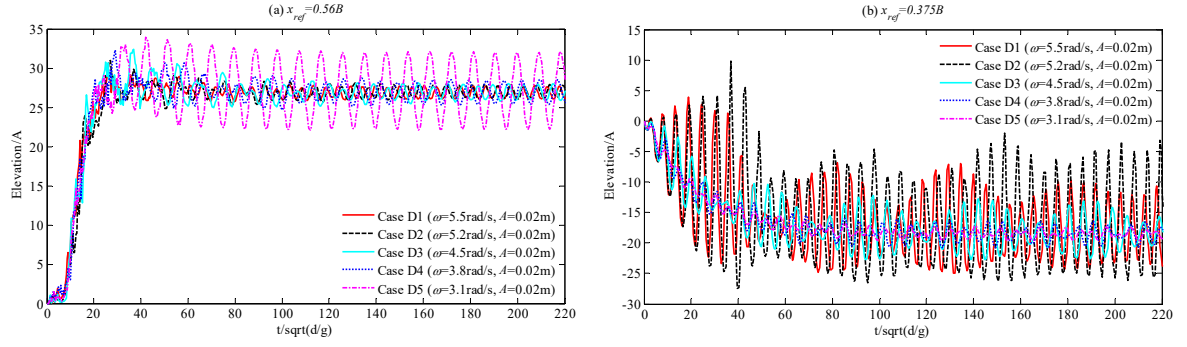 (a) x_ref=0.56B
Elevation/A
35
30
25
20
15
10
5
0
Case D1 (ω=5.5rad/s, A=0.02m)
Case D2 (ω=5.2rad/s, A=0.02m)
Case D3 (ω=4.5rad/s, A=0.02m)
Case D4 (ω=3.8rad/s, A=0.02m)
Case D5 (ω=3.1rad/s, A=0.02m)
0 20 40 60 80 100 120 140 160 180 200 220
t/sqrt(d/g)
(b) x_ref=0.375B
Elevation/A
15
10
5
0
-5
-10
-15
-20
-25
-30
Case D1 (ω=5.5rad/s, A=0.02m)
Case D2 (ω=5.2rad/s, A=0.02m)
Case D3 (ω=4.5rad/s, A=0.02m)
Case D4 (ω=3.8rad/s, A=0.02m)
Case D5 (ω=3.1rad/s, A=0.02m)
0 20 40 60 80 100 120 140 160 180 200 220
t/sqrt(d/g)